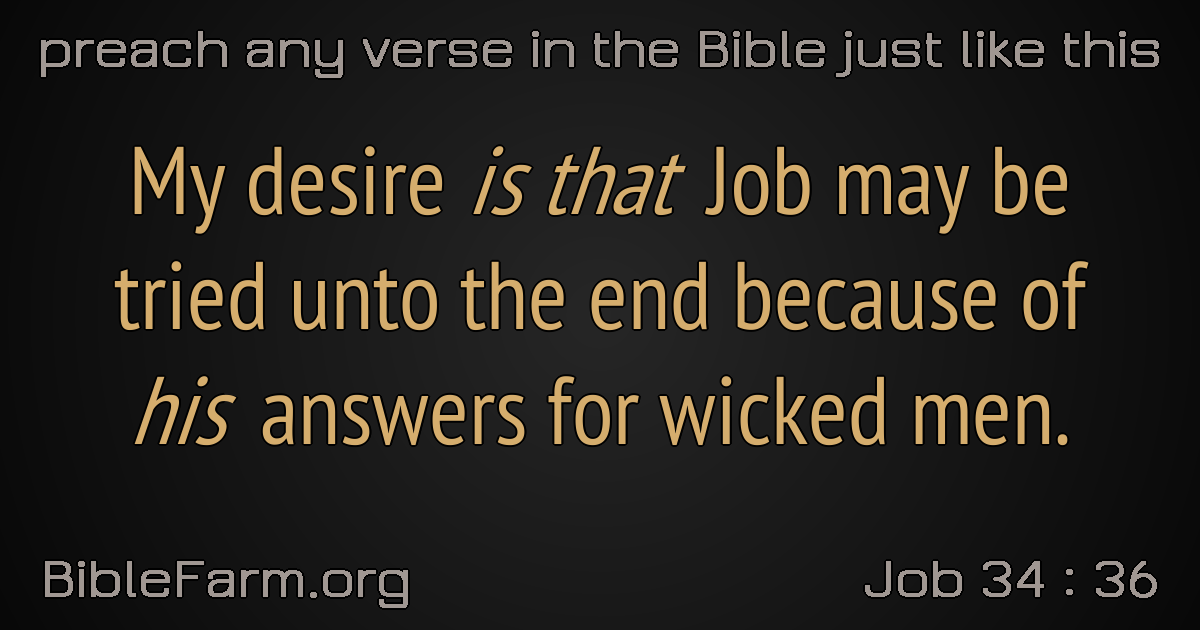 preach any verse in the Bible just like this
My desire is that Job may be
tried unto the end because of
his answers for wicked men.
BibleFarm.org
Job 34 : 36